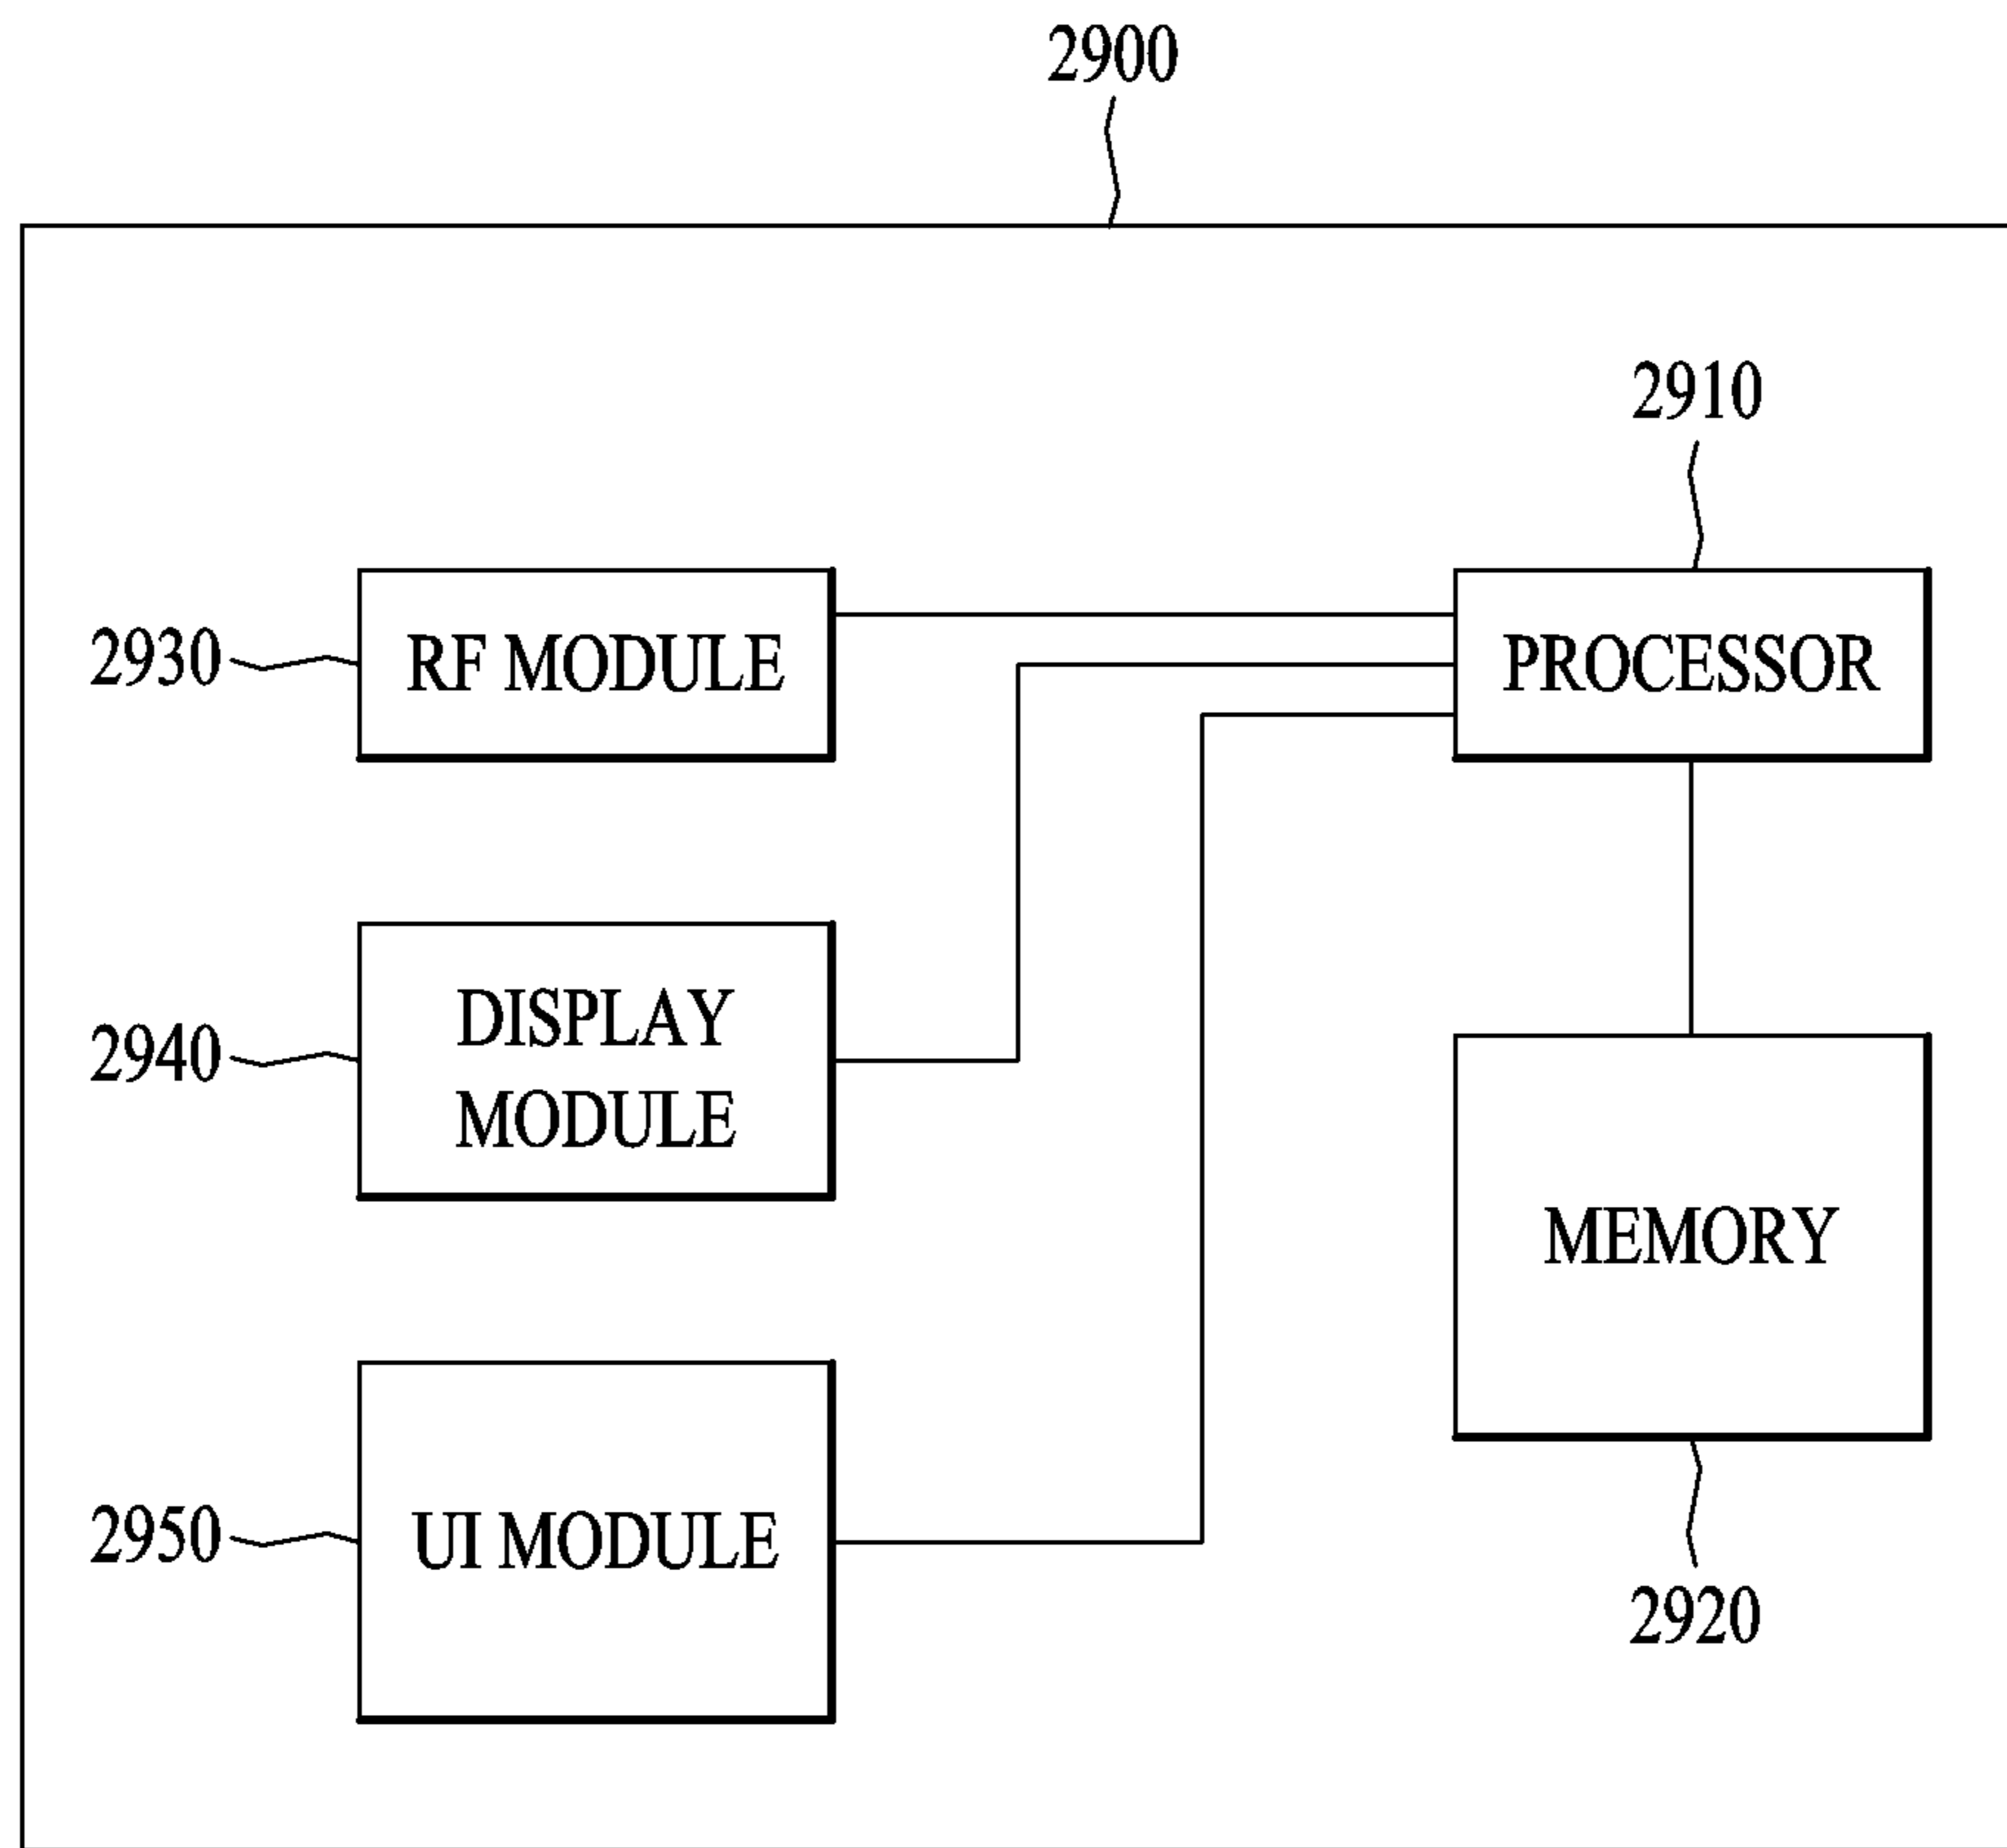 2900
2910
2930
RF MODULE
PROCESSOR
2940
DISPLAY
MODULE
MEMORY
2950
UI MODULE
2920